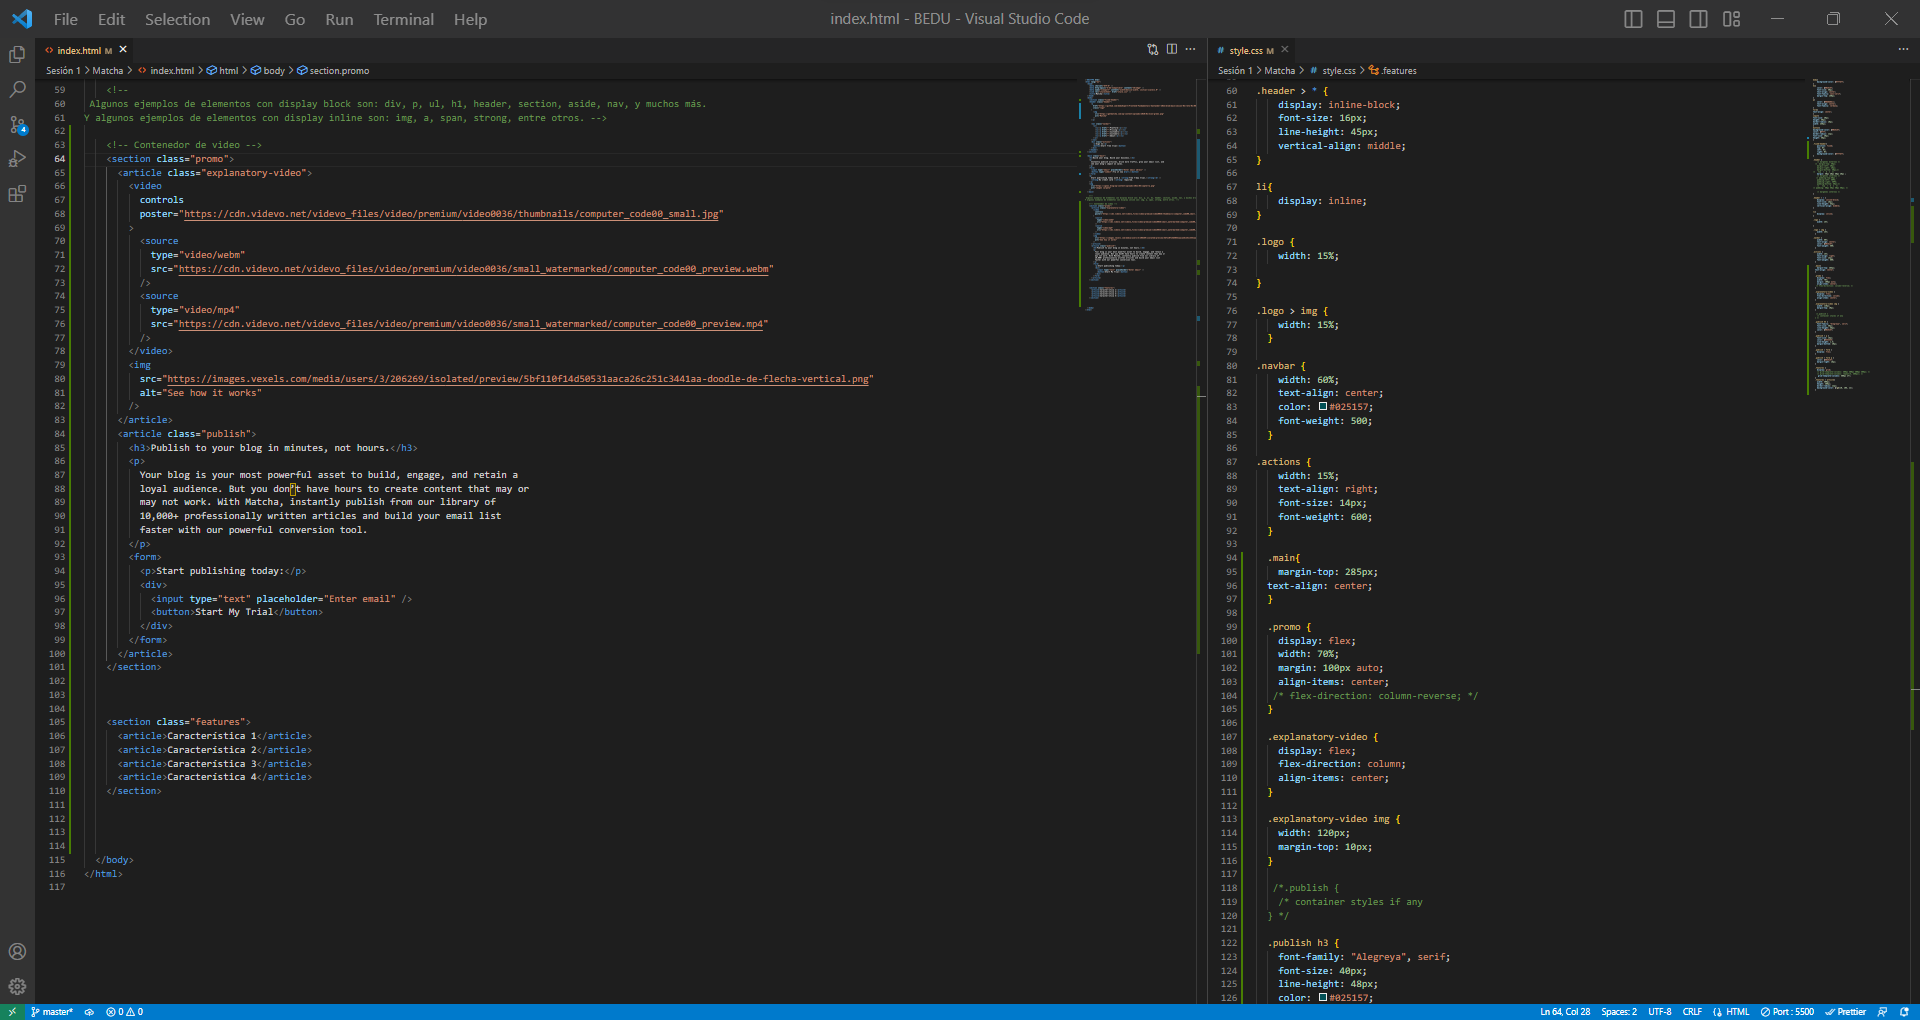 File Edit Selection View Go Run Terminal Help
index.html - BEDU - Visual Studio Code
index.html M
Sesión 1 > Matcha > index.html > html > body > section.promo
59 <!--
60 Algunos ejemplos de elementos con display block son: div, p, ul, h1, header, section, aside, nav, y muchos más.
61 Y algunos ejemplos de elementos con display inline son: img, a, span, strong, entre otros. -->
62
63 <!-- Contenedor de video -->
64 <section class="promo">
65 <article class="explanatory-video">
66 <video
67 controls
68 poster="https://cdn.videvo.net/videvo_files/video/premium/video0036/thumbnails/computer_code00_small.jpg"
69 >
70 <source
71 type="video/webm"
72 src="https://cdn.videvo.net/videvo_files/video/premium/video0036/small_watermarked/computer_code00_preview.webm"
73 />
74 <source
75 type="video/mp4"
76 src="https://cdn.videvo.net/videvo_files/video/premium/video0036/small_watermarked/computer_code00_preview.mp4"
77 />
78 </video>
79 <img
80 src="https://images.vexels.com/media/users/3/206269/isolated/preview/5bf110f14d50531aaca26c251c3441aa-doodle-de-flecha-vertical.png"
81 alt="See how it works"
82 />
83 </article>
84 <article class="publish">
85 <h3>Publish to your blog in minutes, not hours.</h3>
86 <p>
87 Your blog is your most powerful asset to build, engage, and retain a
88 loyal audience. But you don’t have hours to create content that may or
89 may not work. With Matcha, instantly publish from our library of
90 10,000+ professionally written articles and build your email list
91 faster with our powerful conversion tool.
92 </p>
93 <form>
94 <p>Start publishing today:</p>
95 <div>
96 <input type="text" placeholder="Enter email" />
97 <button>Start My Trial</button>
98 </div>
99 </form>
100 </article>
101 </section>
102
103
104
105 <section class="features">
106 <article>Característica 1</article>
107 <article>Característica 2</article>
108 <article>Característica 3</article>
109 <article>Característica 4</article>
110 </section>
111
112
113
114
115 </body>
116 </html>
117
style.css M
Sesión 1 > Matcha > # style.css > .features
60 .header > * {
61 display: inline-block;
62 font-size: 16px;
63 line-height: 45px;
64 vertical-align: middle;
65 }
66
67 li{
68 display: inline;
69 }
70
71 .logo {
72 width: 15%;
73
74 }
75
76 .logo > img {
77 width: 15%;
78 }
79
80 .navbar {
81 width: 60%;
82 text-align: center;
83 color: #025157;
84 font-weight: 500;
85 }
86
87 .actions {
88 width: 15%;
89 text-align: right;
90 font-size: 14px;
91 font-weight: 600;
92 }
93
94 .main{
95 margin-top: 285px;
96 text-align: center;
97 }
98
99 .promo {
100 display: flex;
101 width: 70%;
102 margin: 100px auto;
103 align-items: center;
104 /* flex-direction: column-reverse; */
105 }
106
107 .explanatory-video {
108 display: flex;
109 flex-direction: column;
110 align-items: center;
111 }
112
113 .explanatory-video img {
114 width: 120px;
115 margin-top: 10px;
116 }
117
118 /*.publish {
119 /* container styles if any
120 } */
121
122 .publish h3 {
123 font-family: "Alegreya", serif;
124 font-size: 40px;
125 line-height: 48px;
126 color: #025157;
4
master* 0 0 Ln 64, Col 28 Spaces: 2 UTF-8 CRLF HTML Port : 5500 Prettier